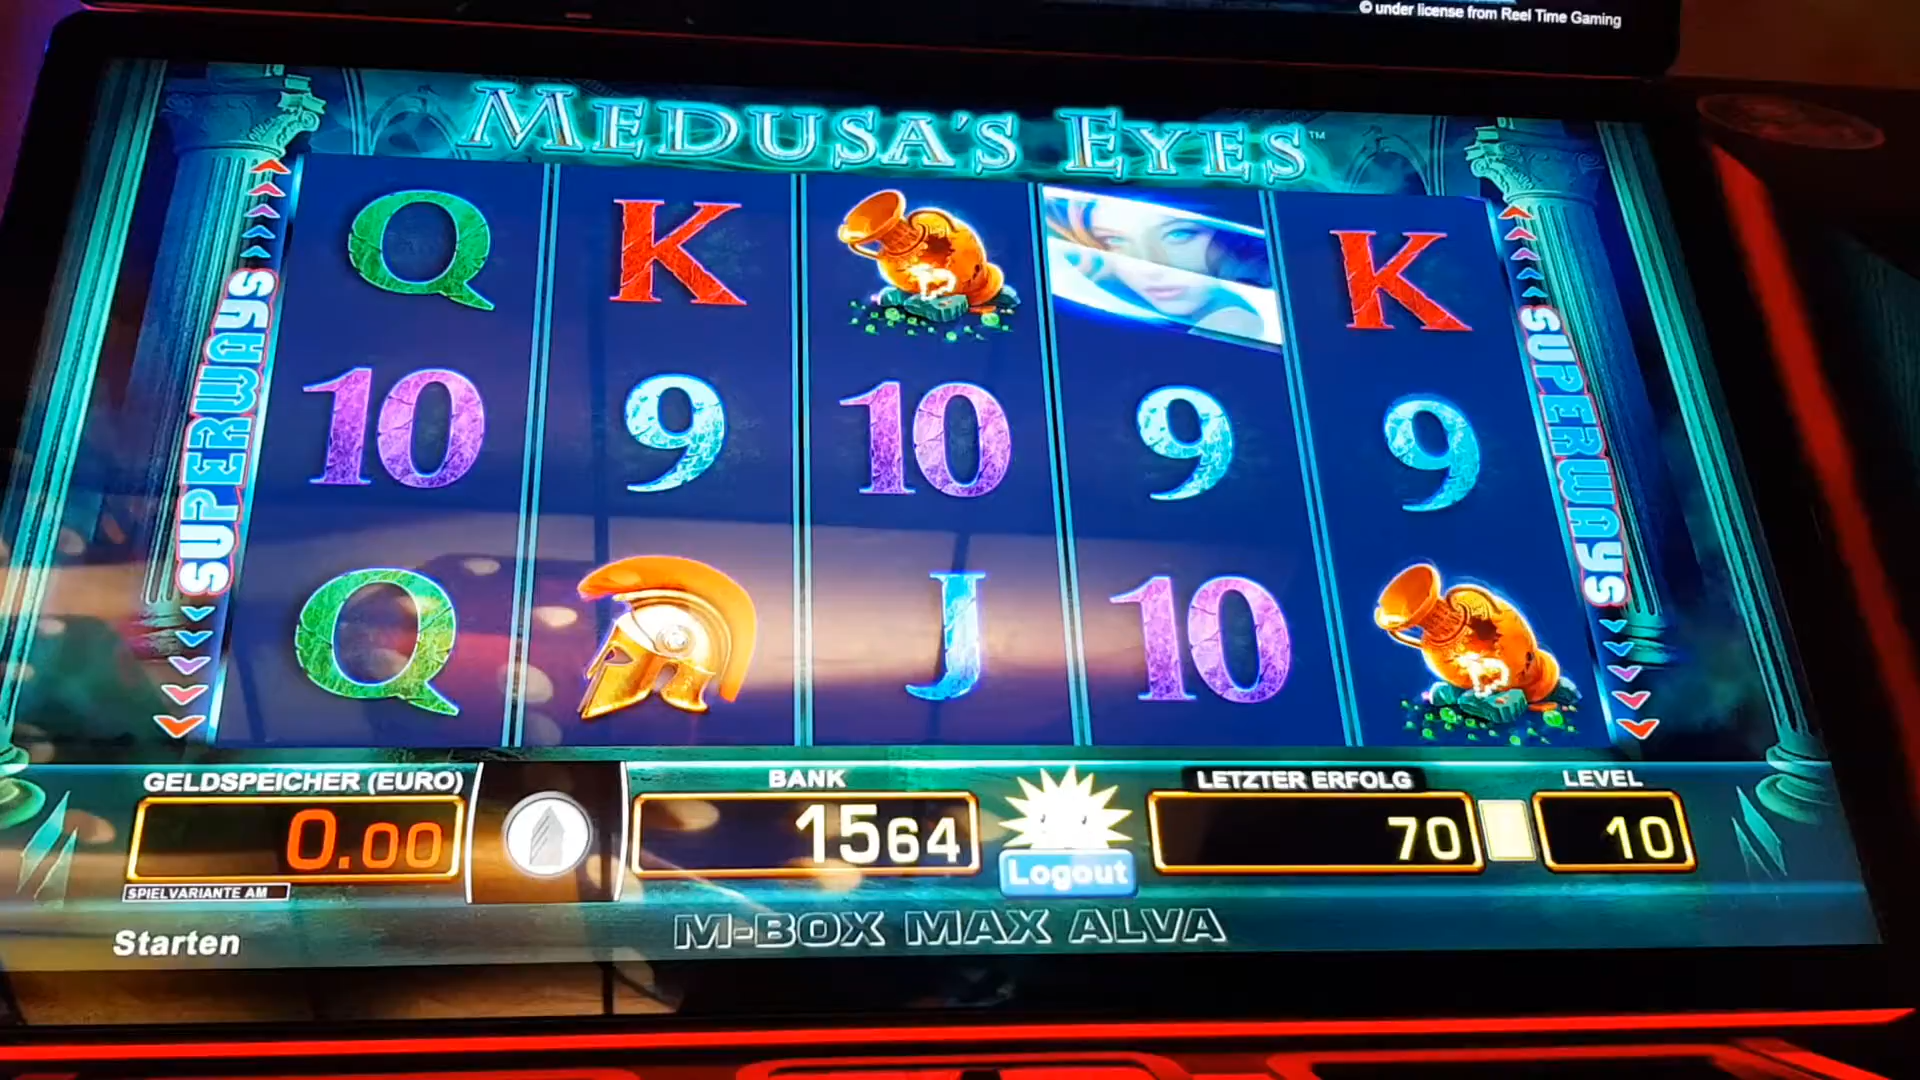 © under license from Reel Time Gaming
MEDUSA'S EYES™
Q K K
10 9 10 9 9
Q J 10
SUPERWAYS
SUPERWAYS
GELDSPEICHER (EURO) BANK LETZTER ERFOLG LEVEL
0.00 1564 70 10
Logout
SPIELVARIANTE AM
M-BOX MAX ALVA
Starten